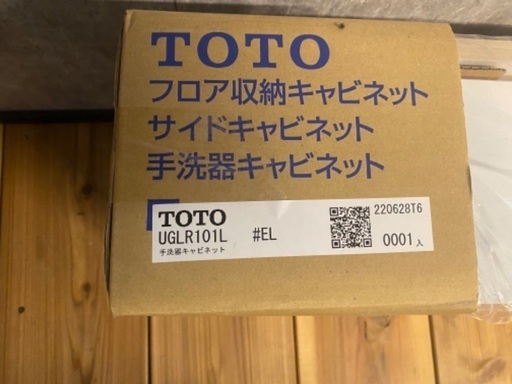 TOTO
フロア収納キャビネット
サイドキャビネット
手洗器キャビネット
TOTO
UGLR101L #EL
手洗器キャビネット
220628T6
0001入